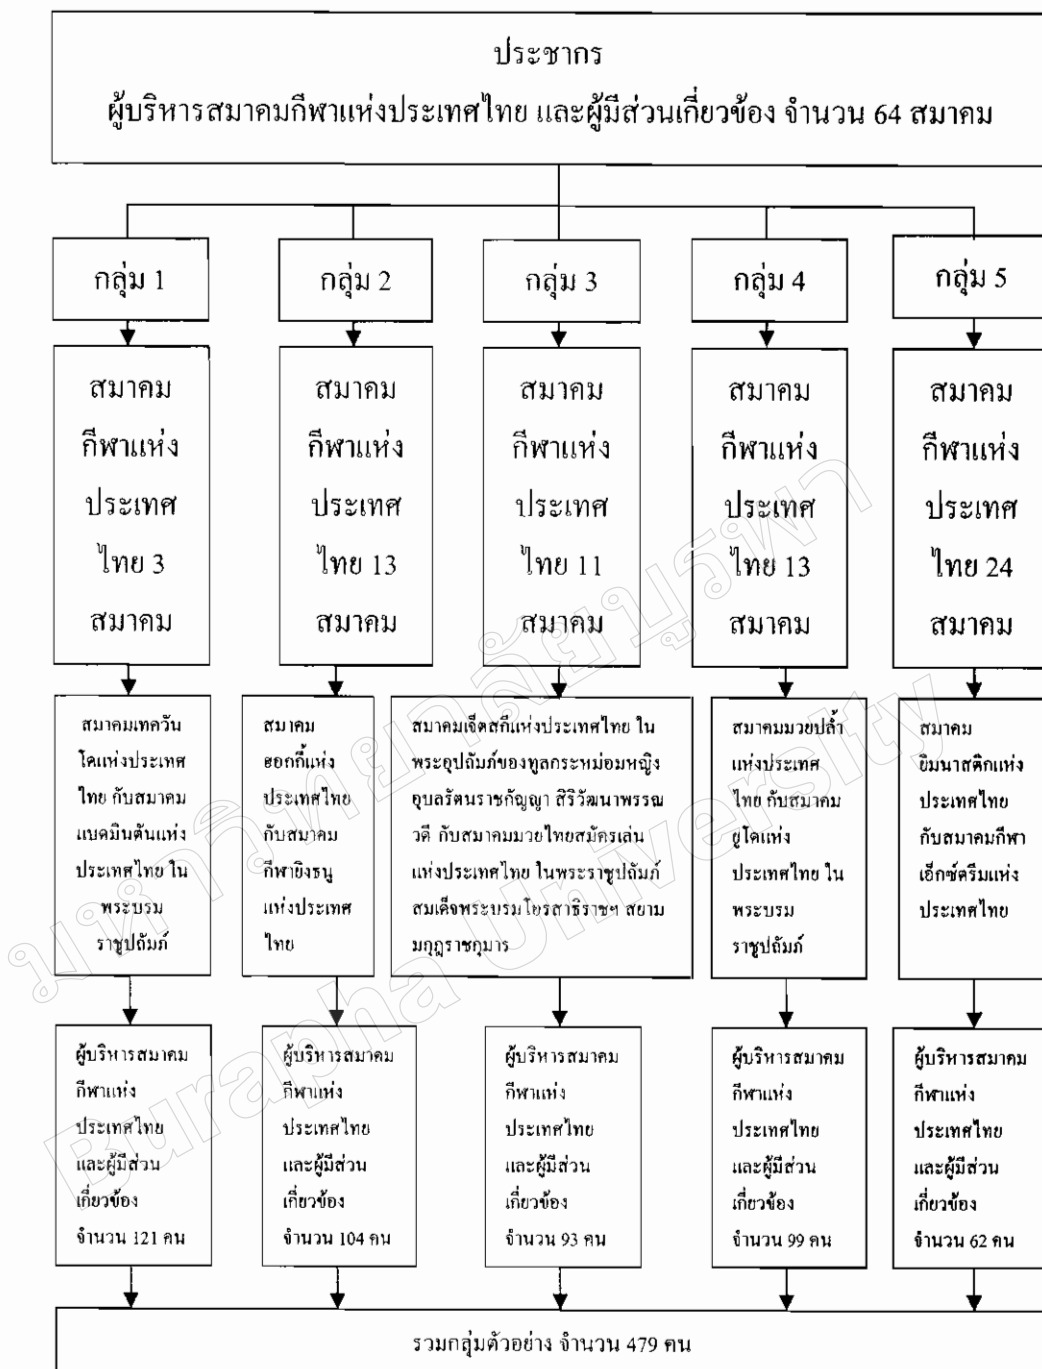 ประชากร
ผู้บริหารสมาคมกีฬาแห่งประเทศไทย และผู้มีส่วนเกี่ยวข้อง จำนวน 64 สมาคม
กลุ่ม 1
กลุ่ม 2
กลุ่ม 3
กลุ่ม 4
กลุ่ม 5
สมาคม
กีฬาแห่ง
ประเทศ
ไทย 3
สมาคม
สมาคม
กีฬาแห่ง
ประเทศ
ไทย 13
สมาคม
สมาคม
กีฬาแห่ง
ประเทศ
ไทย 11
สมาคม
สมาคม
กีฬาแห่ง
ประเทศ
ไทย 13
สมาคม
สมาคม
กีฬาแห่ง
ประเทศ
ไทย 24
สมาคม
สมาคมเทควัน
โดแห่งประเทศ
ไทย กับสมาคม
แบดมินตันแห่ง
ประเทศไทย ใน
พระบรม
ราชูปถัมภ์
สมาคม
ฮอกกี้แห่ง
ประเทศไทย
กับสมาคม
กีฬายิงธนู
แห่งประเทศ
ไทย
สมาคมเจ็ตสกีแห่งประเทศไทย ใน
พระอุปถัมภ์ของทูลกระหม่อมหญิง
อุบลรัตนราชกัญญา สิริวัฒนาพรรณ
วดี กับสมาคมมวยไทยสมัครเล่น
แห่งประเทศไทย ในพระราชูปถัมภ์
สมเด็จพระบรมโอรสาธิราชฯ สยาม
มกุฎราชกุมาร
สมาคมมวยปล้ำ
แห่งประเทศ
ไทย กับสมาคม
ยูโดแห่ง
ประเทศไทย ใน
พระบรม
ราชูปถัมภ์
สมาคม
ยิมนาสติกแห่ง
ประเทศไทย
กับสมาคมกีฬา
เอ็กซ์ตรีมแห่ง
ประเทศไทย
ผู้บริหารสมาคม
กีฬาแห่ง
ประเทศไทย
และผู้มีส่วน
เกี่ยวข้อง
จำนวน 121 คน
ผู้บริหารสมาคม
กีฬาแห่ง
ประเทศไทย
และผู้มีส่วน
เกี่ยวข้อง
จำนวน 104 คน
ผู้บริหารสมาคม
กีฬาแห่ง
ประเทศไทย
และผู้มีส่วน
เกี่ยวข้อง
จำนวน 93 คน
ผู้บริหารสมาคม
กีฬาแห่ง
ประเทศไทย
และผู้มีส่วน
เกี่ยวข้อง
จำนวน 99 คน
ผู้บริหารสมาคม
กีฬาแห่ง
ประเทศไทย
และผู้มีส่วน
เกี่ยวข้อง
จำนวน 62 คน
รวมกลุ่มตัวอย่าง จำนวน 479 คน
มหาวิทยาลัยบูรพา
Burapha University